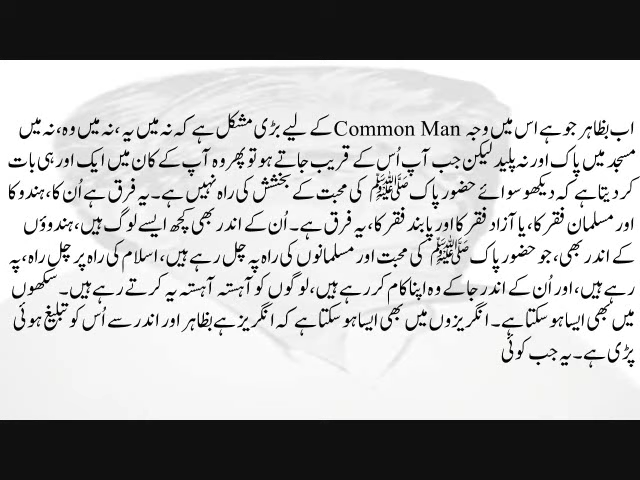 اب بظاہر جو ہے اس میں وجہ Common Man کے لیے بڑی مشکل ہے کہ نہ میں یہ، نہ میں وہ، نہ میں
مسجد میں پاک اور نہ پلید لیکن جب آپ اُس کے قریب جاتے ہو تو پھر وہ آپ کے کان میں ایک اور ہی بات
کر دیتا ہے کہ دیکھو سوائے حضور پاک ﷺ کی محبت کے بخشش کی راہ نہیں ہے۔ یہ فرق ہے اُن کا، ہندو کا
اور مسلمان فقر کا، یا آزاد فقر کا اور پابند فقر کا، یہ فرق ہے۔ اُن کے اندر بھی کچھ ایسے لوگ ہیں، ہندوؤں
کے اندر بھی، جو حضور پاک ﷺ کی محبت اور مسلمانوں کی راہ پہ چل رہے ہیں، اسلام کی راہ پر چل راہ، پہ
رہے ہیں، اور اُن کے اندر جا کے وہ اپنا کام کر رہے ہیں، لوگوں کو آہستہ آہستہ یہ کرتے رہے ہیں۔ سکھوں
میں بھی ایسا ہو سکتا ہے۔ انگریزوں میں بھی ایسا ہو سکتا ہے کہ انگریز ہے بظاہر اور اندر سے اُس کو تبلیغ ہوئی
پڑی ہے۔ یہ جب کوئی